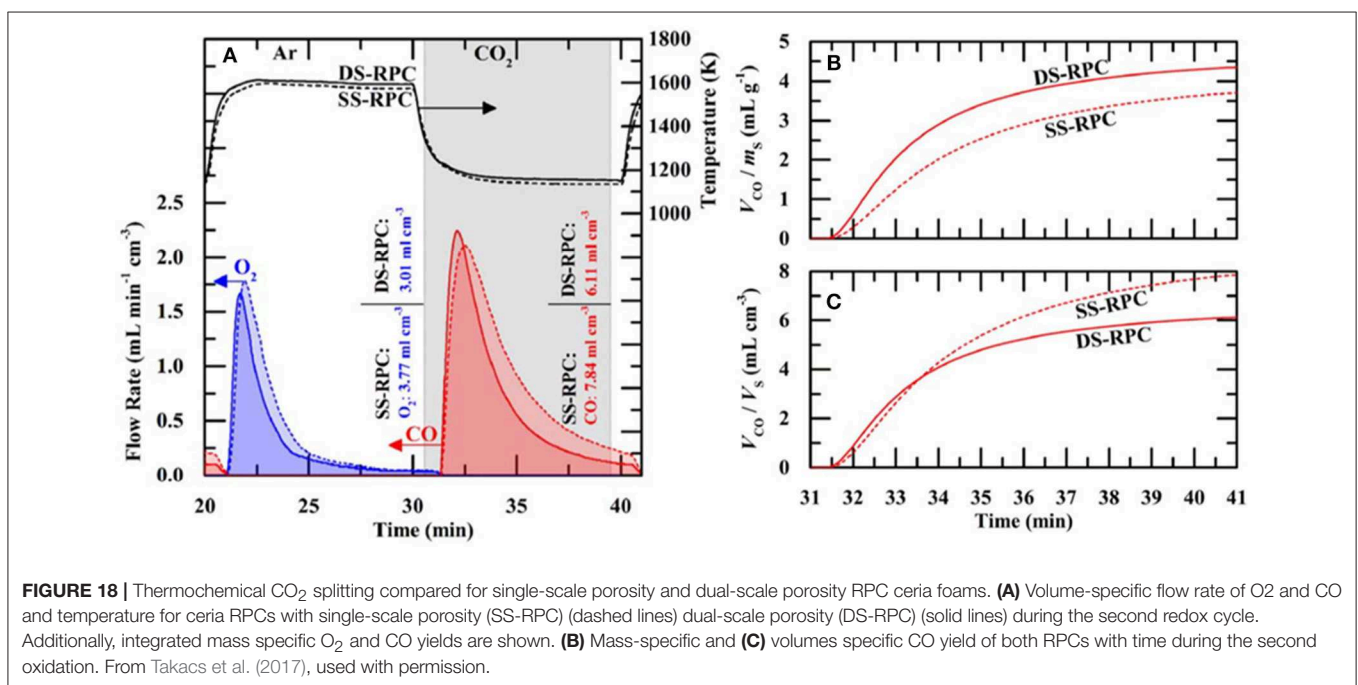 A
Ar
CO₂
DS-RPC
SS-RPC
1800
1600
1400
1200
1000
Temperature (K)
2.5
2.0
1.5
1.0
0.5
0.0
Flow Rate (mL min⁻¹ cm⁻³)
O₂
CO
DS-RPC:
3.01 ml cm⁻³
SS-RPC:
O₂: 3.77 ml cm⁻³
DS-RPC:
6.11 ml cm⁻³
SS-RPC:
CO: 7.84 ml cm⁻³
20 25 30 35 40
Time (min)
B
DS-RPC
SS-RPC
5
4
3
2
1
0
V_CO / m_S (mL g⁻¹)
C
SS-RPC
DS-RPC
8
6
4
2
0
V_CO / V_S (mL cm⁻³)
31 32 33 34 35 36 37 38 39 40 41
Time (min)
FIGURE 18 | Thermochemical CO₂ splitting compared for single-scale porosity and dual-scale porosity RPC ceria foams. (A) Volume-specific flow rate of O2 and CO
and temperature for ceria RPCs with single-scale porosity (SS-RPC) (dashed lines) dual-scale porosity (DS-RPC) (solid lines) during the second redox cycle.
Additionally, integrated mass specific O₂ and CO yields are shown. (B) Mass-specific and (C) volumes specific CO yield of both RPCs with time during the second
oxidation. From Takacs et al. (2017), used with permission.